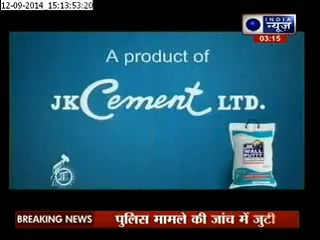 12-09-2014 15:13:53:20
INDIA
न्यूज़
03:15
A product of
JK Cement LTD.
JK
WALL
PUTTY
BREAKING NEWS पुलिस मामले की जांच में जुटी